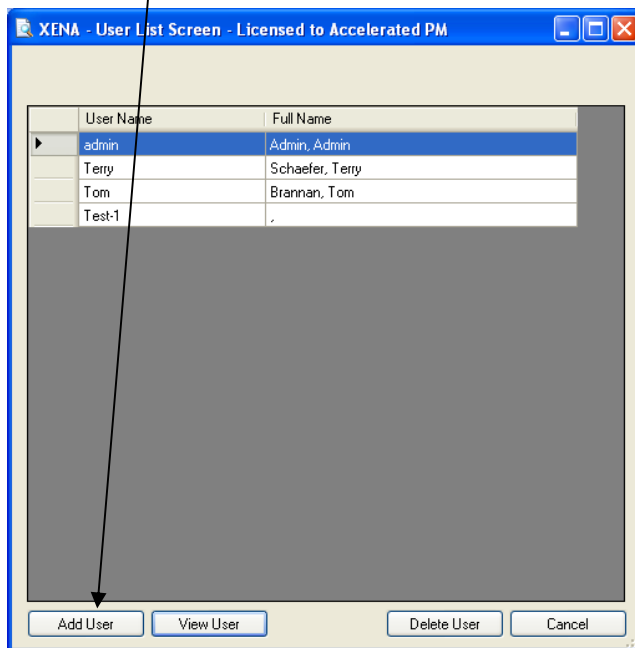 XENA - User List Screen - Licensed to Accelerated PM
User Name Full Name
admin Admin, Admin
Terry Schaefer, Terry
Tom Brannan, Tom
Test-1 ,
Add User View User Delete User Cancel